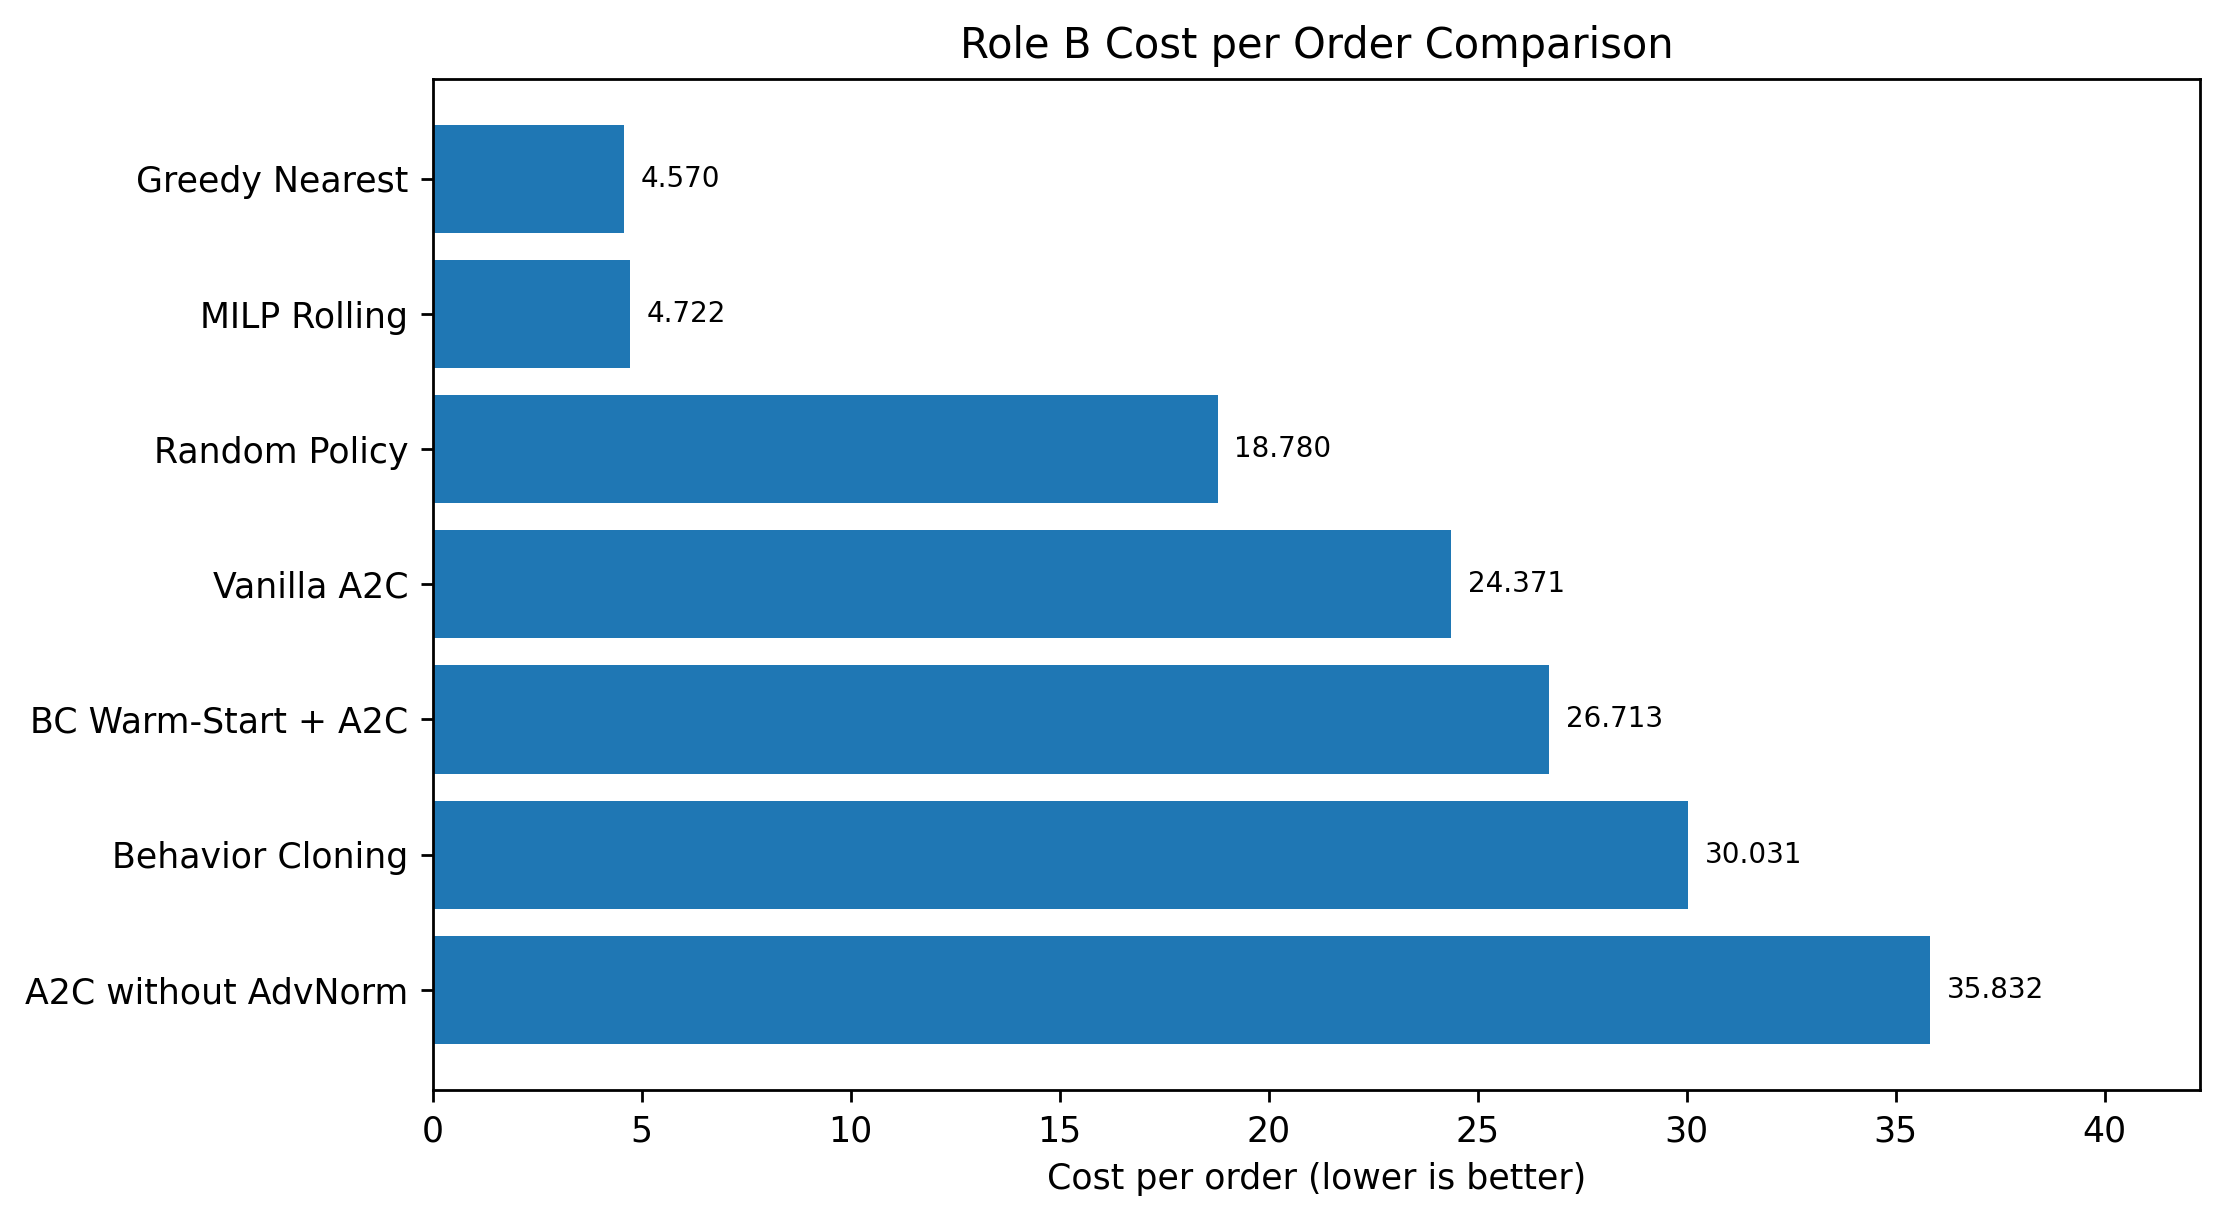 Role B Cost per Order Comparison
Greedy Nearest
4.570
MILP Rolling
4.722
Random Policy
18.780
Vanilla A2C
24.371
BC Warm-Start + A2C
26.713
Behavior Cloning
30.031
A2C without AdvNorm
35.832
0 5 10 15 20 25 30 35 40
Cost per order (lower is better)